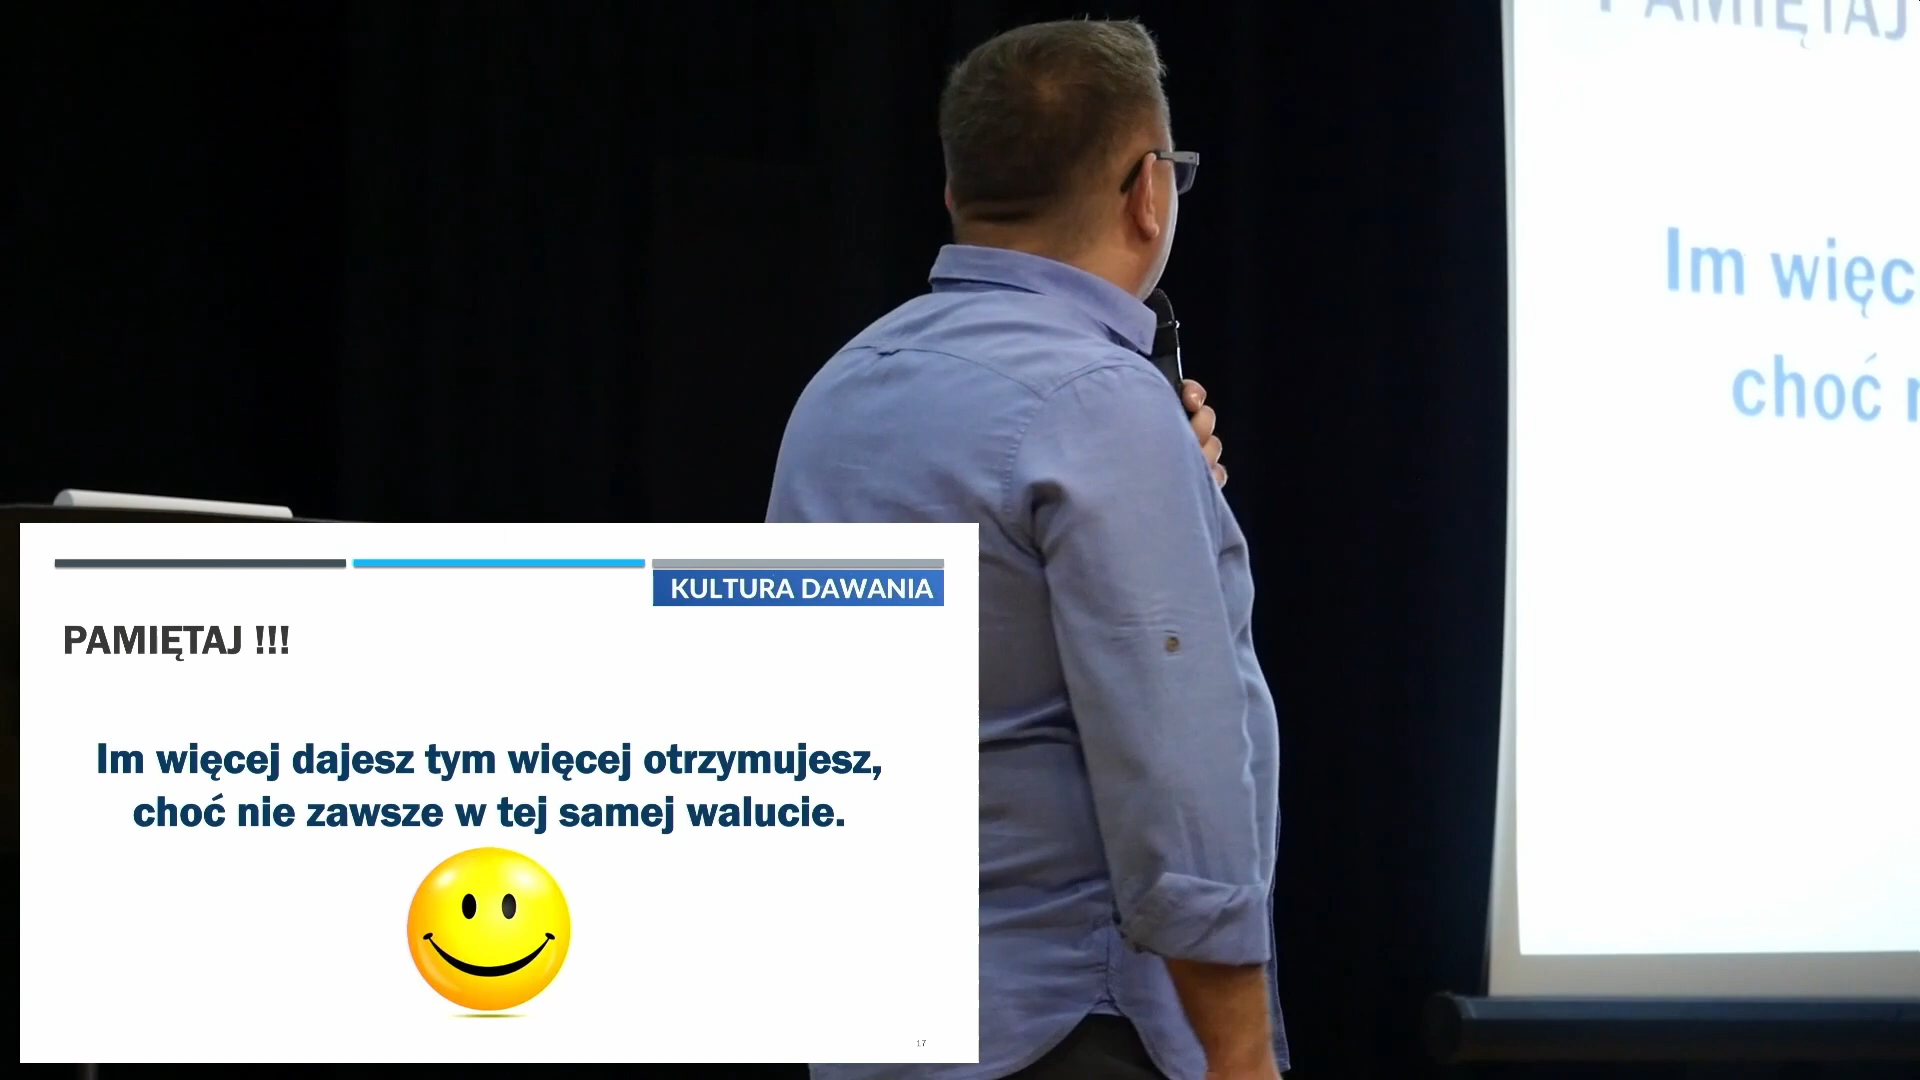 PAMIĘTAJ
Im więc
choć
KULTURA DAWANIA
PAMIĘTAJ !!!
Im więcej dajesz tym więcej otrzymujesz,
choć nie zawsze w tej samej walucie.
17